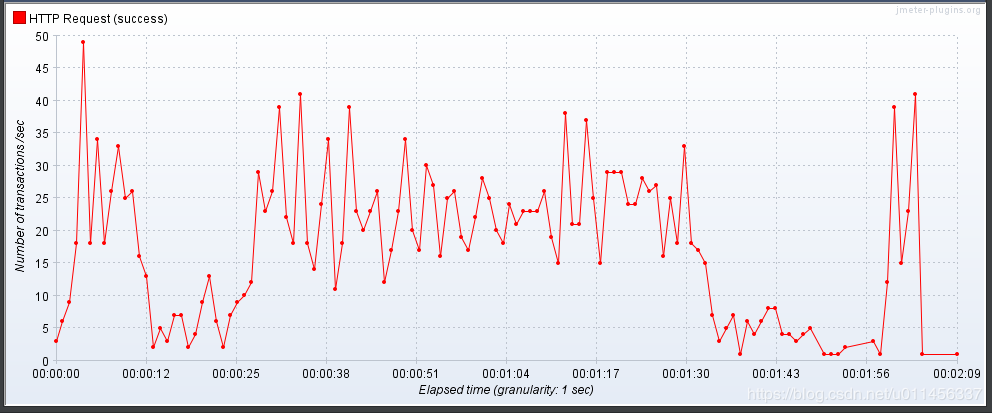 jmeter-plugins.org
HTTP Request (success)
50
45
40
35
30
25
20
15
10
5
0
Number of transactions /sec
00:00:00 00:00:12 00:00:25 00:00:38 00:00:51 00:01:04 00:01:17 00:01:30 00:01:43 00:01:56 00:02:09
Elapsed time (granularity: 1 sec)
https://blog.csdn.net/u011456337